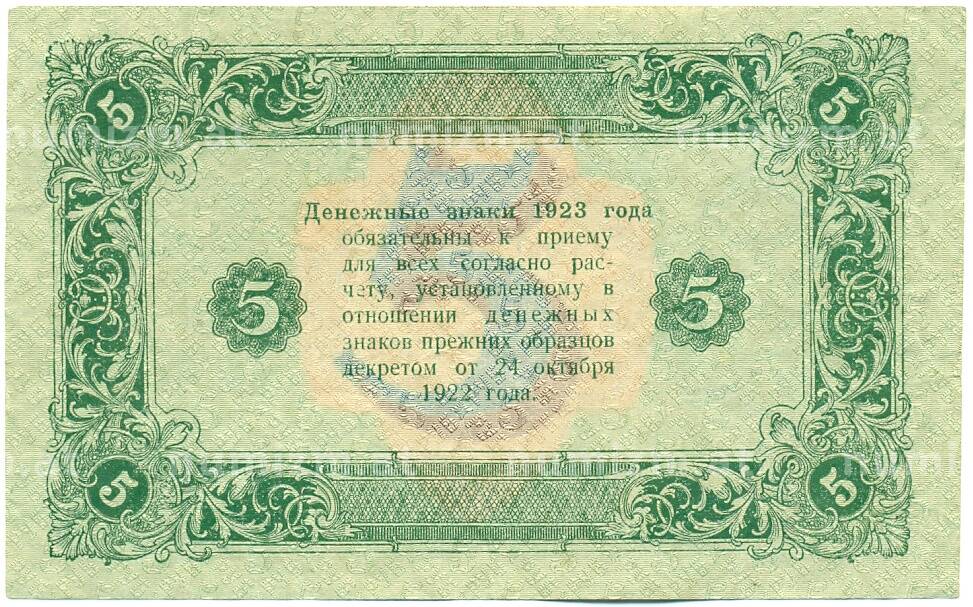 5 5
Денежные знаки 1923 года
обязательны к приему
для всех согласно рас-
чету, установленному в
отношении денежных
знаков прежних образцов
декретом от 24 октября
1922 года.
5 5
5 5